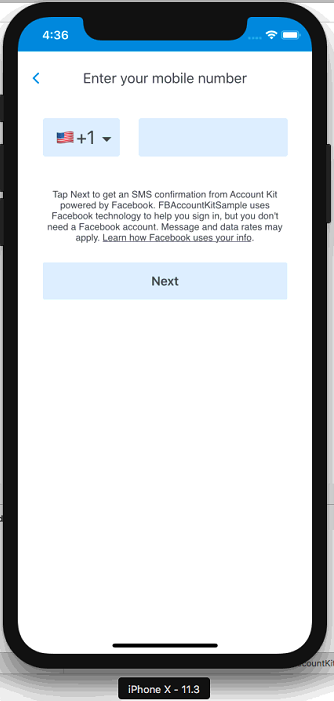 4:36
Enter your mobile number
+1
Tap Next to get an SMS confirmation from Account Kit
powered by Facebook. FBAccountKitSample uses
Facebook technology to help you sign in, but you don't
need a Facebook account. Message and data rates may
apply. Learn how Facebook uses your info.
Next
iPhone X - 11.3